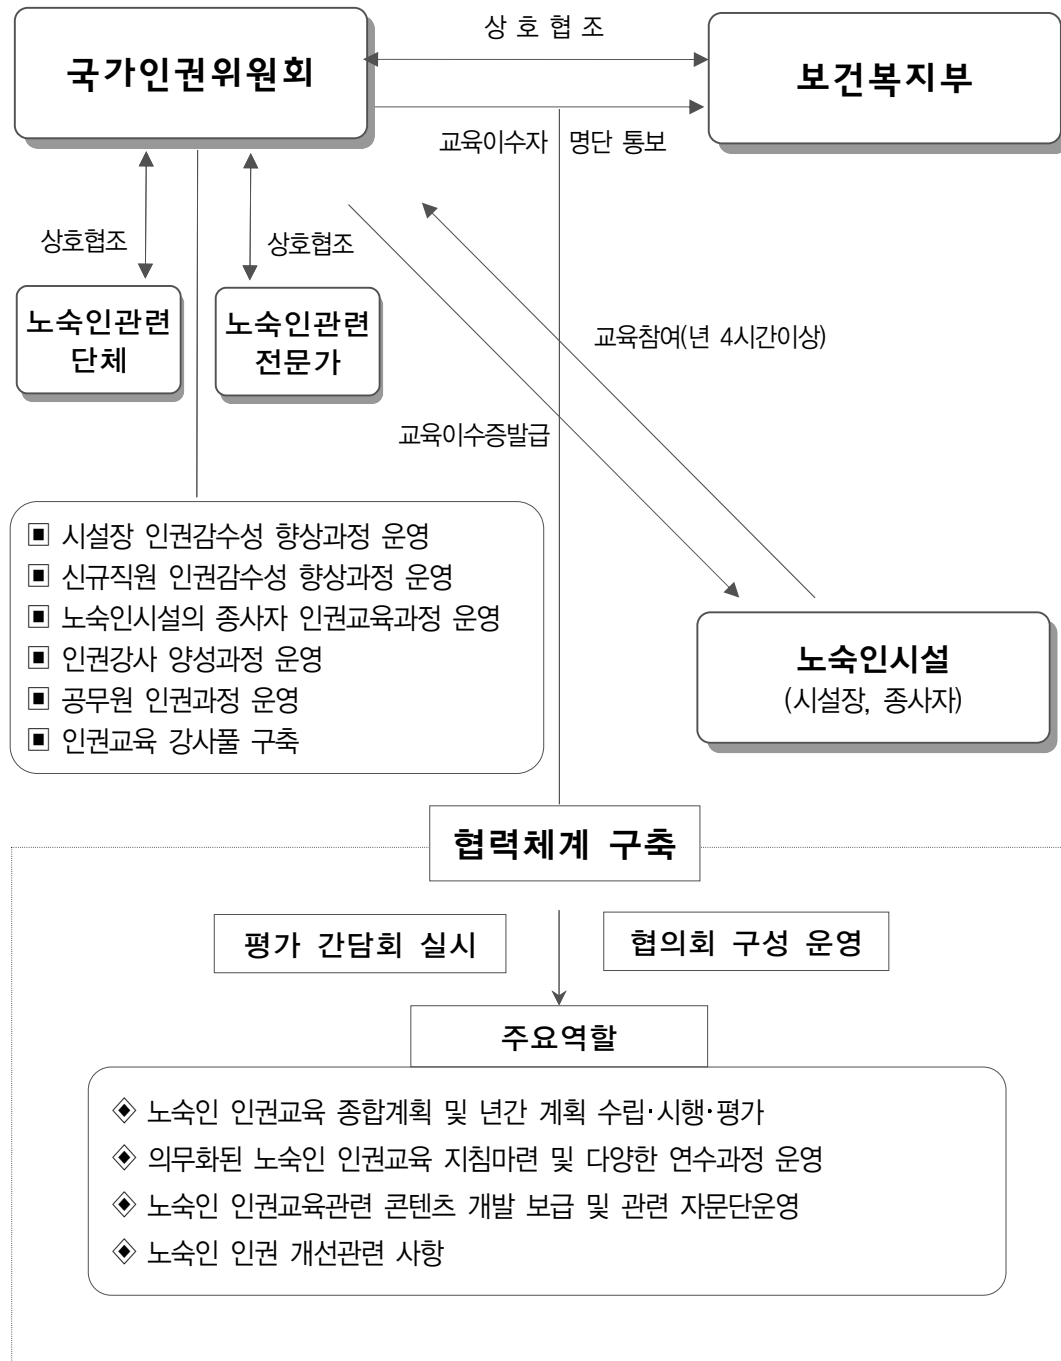 상 호 협 조
국가인권위원회
보건복지부
교육이수자 명단 통보
상호협조
상호협조
노숙인관련
단체
노숙인관련
전문가
교육참여(년 4시간이상)
교육이수증발급
▣ 시설장 인권감수성 향상과정 운영
▣ 신규직원 인권감수성 향상과정 운영
▣ 노숙인시설의 종사자 인권교육과정 운영
▣ 인권강사 양성과정 운영
▣ 공무원 인권과정 운영
▣ 인권교육 강사풀 구축
노숙인시설
(시설장, 종사자)
협력체계 구축
평가 간담회 실시
협의회 구성 운영
주요역할
◈ 노숙인 인권교육 종합계획 및 년간 계획 수립·시행·평가
◈ 의무화된 노숙인 인권교육 지침마련 및 다양한 연수과정 운영
◈ 노숙인 인권교육관련 콘텐츠 개발 보급 및 관련 자문단운영
◈ 노숙인 인권 개선관련 사항